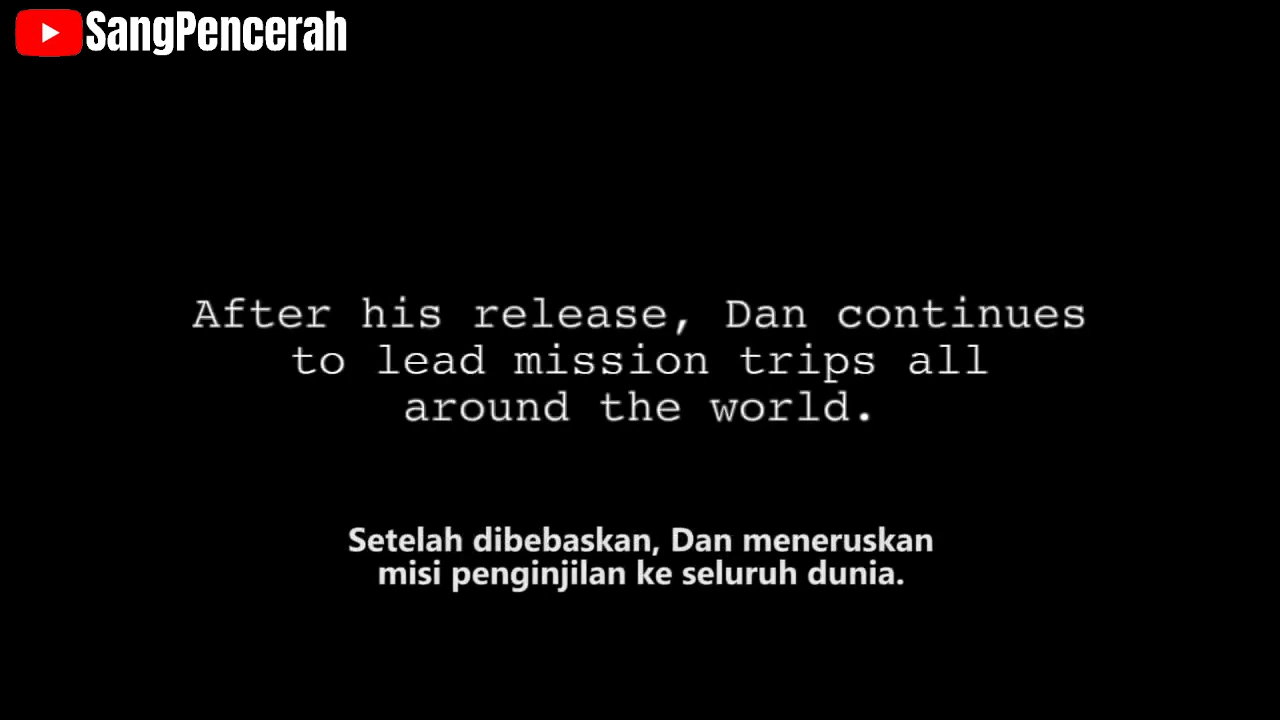 SangPencerah
After his release, Dan continues
to lead mission trips all
around the world.
Setelah dibebaskan, Dan meneruskan
misi penginjilan ke seluruh dunia.